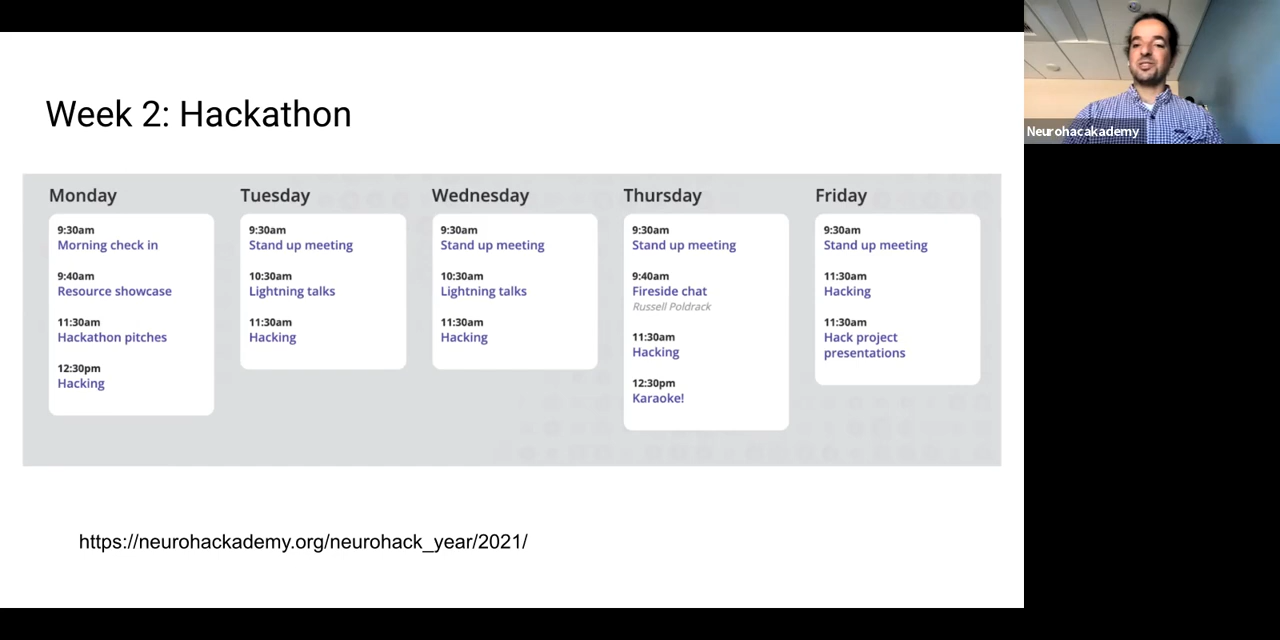 Week 2: Hackathon
Monday
9:30am
Morning check in
9:40am
Resource showcase
11:30am
Hackathon pitches
12:30pm
Hacking
Tuesday
9:30am
Stand up meeting
10:30am
Lightning talks
11:30am
Hacking
Wednesday
9:30am
Stand up meeting
10:30am
Lightning talks
11:30am
Hacking
Thursday
9:30am
Stand up meeting
9:40am
Fireside chat
Russell Poldrack
11:30am
Hacking
12:30pm
Karaoke!
Friday
9:30am
Stand up meeting
11:30am
Hacking
11:30am
Hack project
presentations
https://neurohackademy.org/neurohack_year/2021/
Neurohacakademy